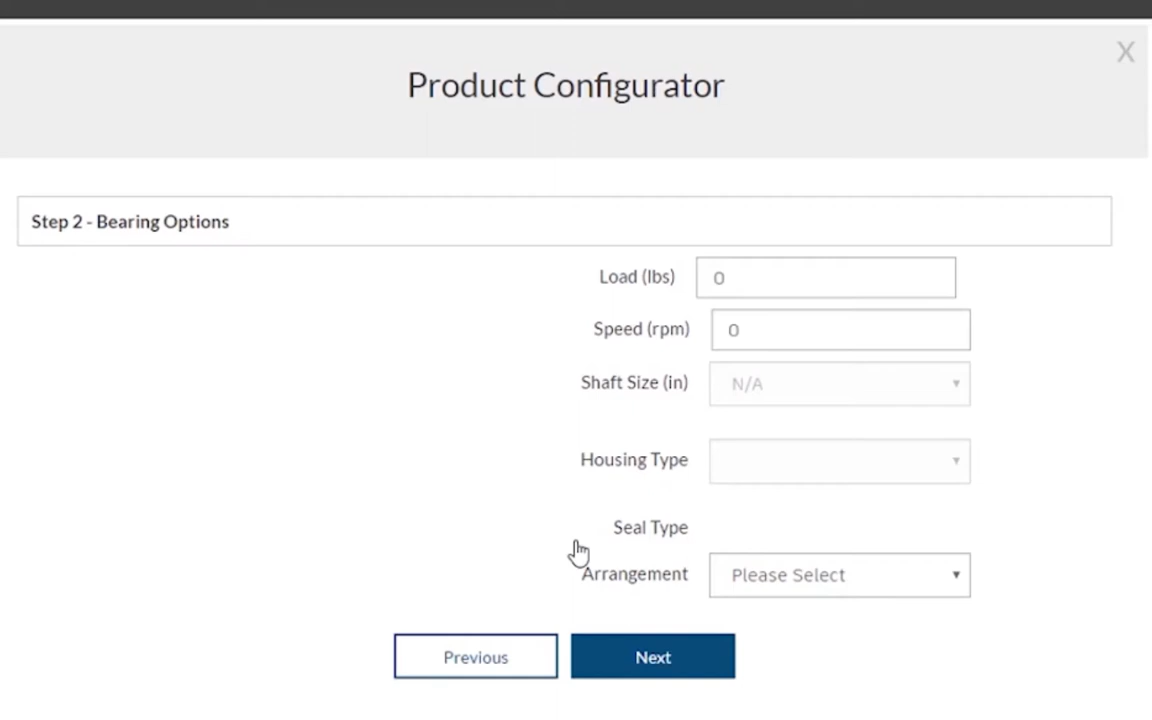 X
Product Configurator
Step 2 - Bearing Options
Load (lbs) 0
Speed (rpm) 0
Shaft Size (in) N/A
Housing Type
Seal Type
Arrangement Please Select
Previous Next